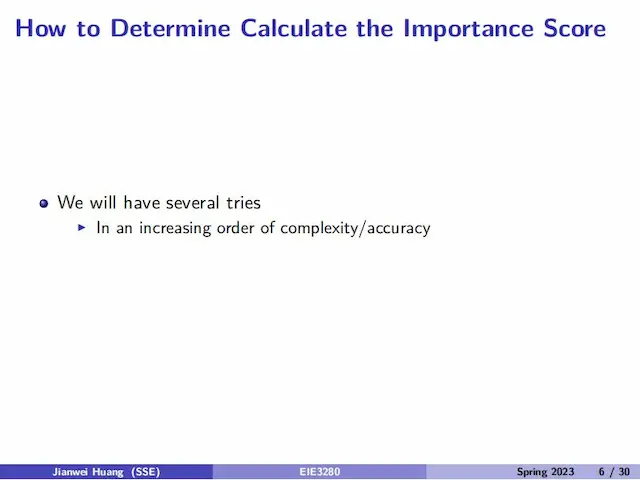 How to Determine Calculate the Importance Score
We will have several tries
In an increasing order of complexity/accuracy
Jianwei Huang (SSE) EIE3280 Spring 2023 6 / 30